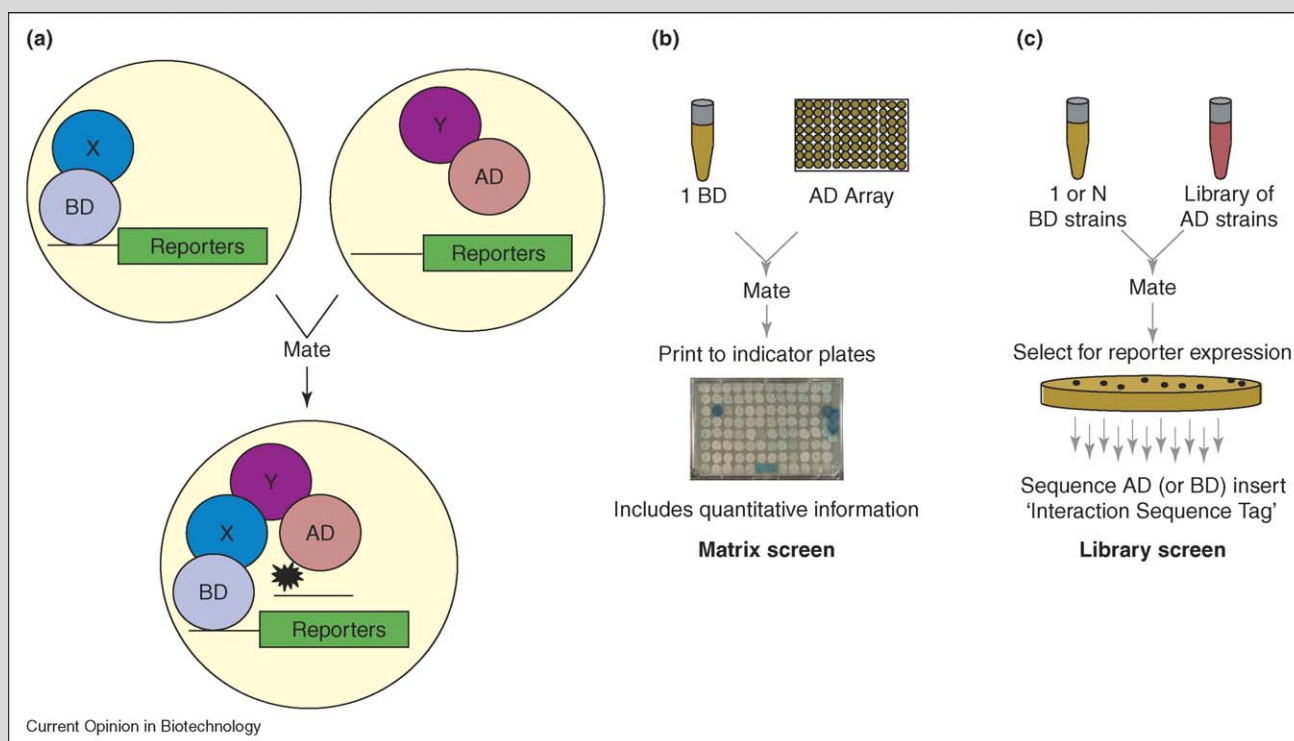 (a)
X
BD
Reporters
Y
AD
Reporters
Mate
Y
X
AD
BD
Reporters
Current Opinion in Biotechnology
(b)
1 BD
AD Array
Mate
Print to indicator plates
Includes quantitative information
Matrix screen
(c)
1 or N
BD strains
Library of
AD strains
Mate
Select for reporter expression
Sequence AD (or BD) insert
‘Interaction Sequence Tag’
Library screen